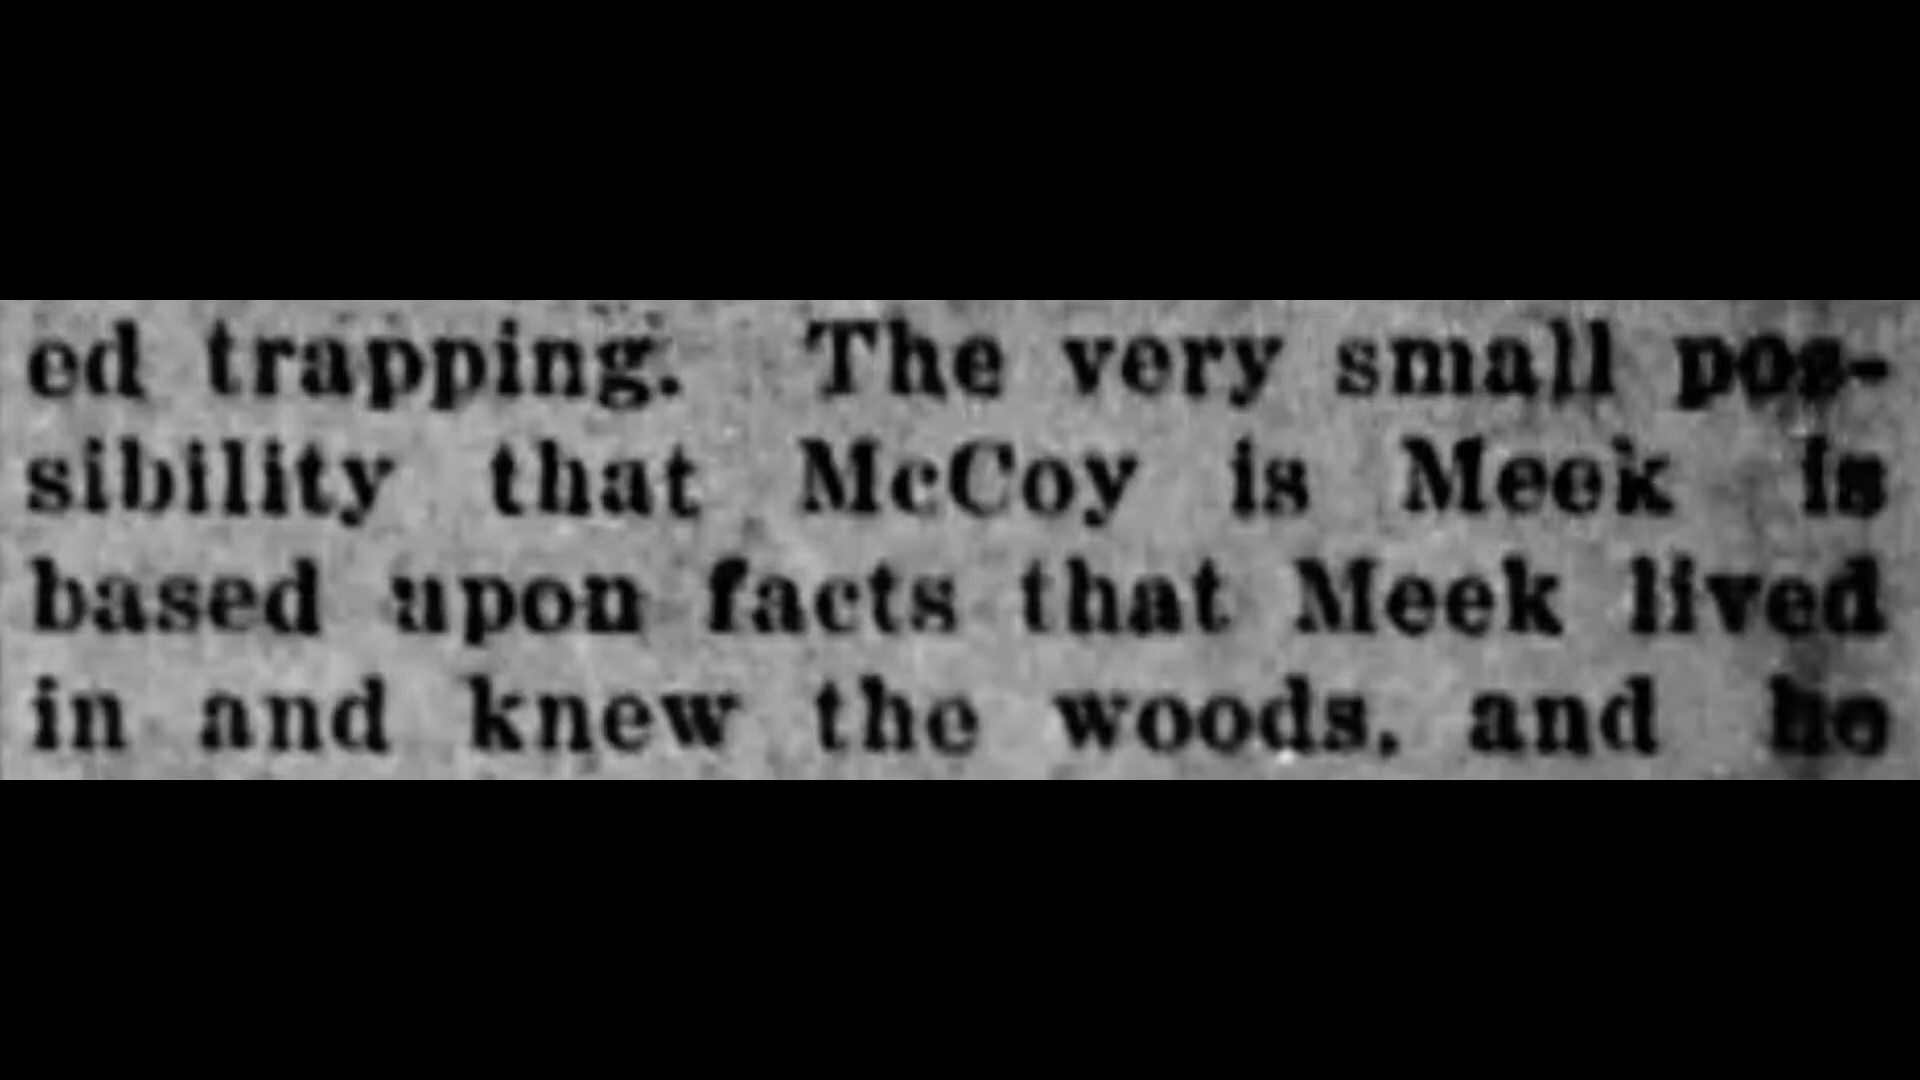 ed trapping. The very small pos-
sibility that McCoy is Meek is
based upon facts that Meek lived
in and knew the woods, and he